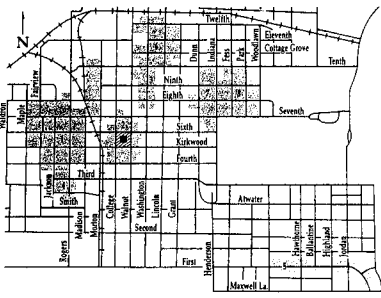 Twelfth
N
Eleventh
Cottage Grove
Tenth
Dunn
Indiana
Fess
Park
Woodlawn
Fairview
Ninth
Eighth
Maple
Waldron
Seventh
Sixth
Kirkwood
Fourth
Third
Jackson
Smith
Madison
Morton
College
Walnut
Washington
Lincoln
Grant
Atwater
Second
Rogers
Henderson
Hawthorne
Ballantine
Highland
Jordan
First
Maxwell La.